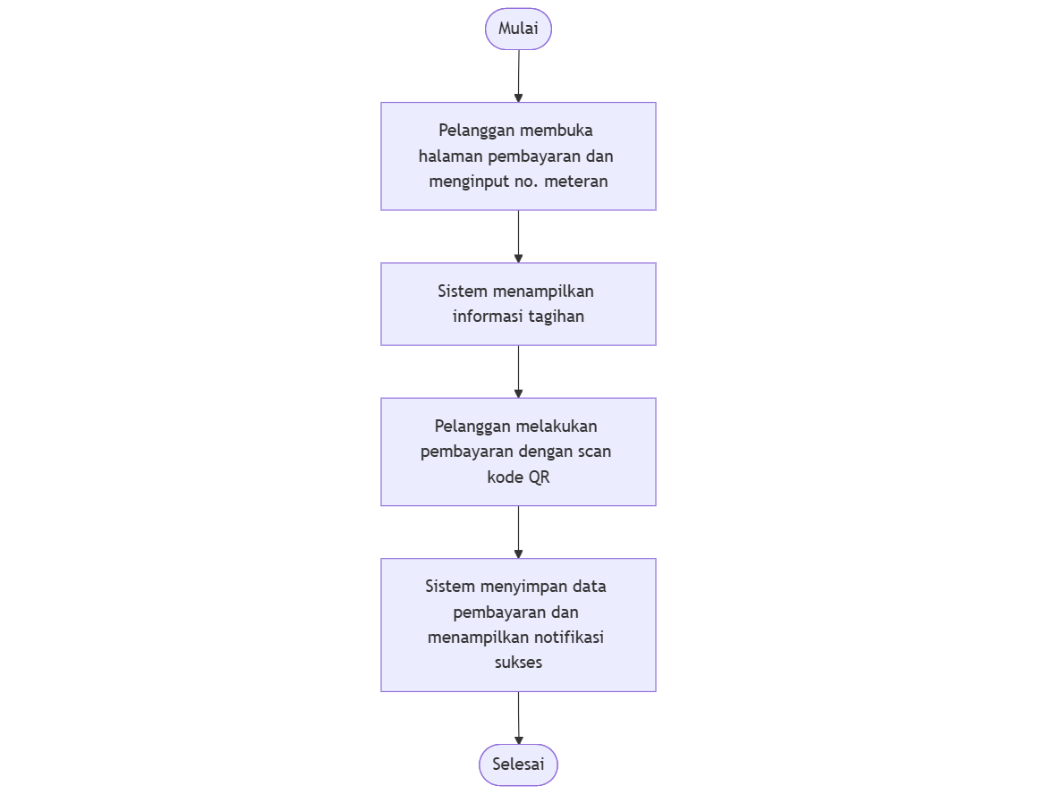 Mulai
Pelanggan membuka
halaman pembayaran dan
menginput no. meteran
Sistem menampilkan
informasi tagihan
Pelanggan melakukan
pembayaran dengan scan
kode QR
Sistem menyimpan data
pembayaran dan
menampilkan notifikasi
sukses
Selesai